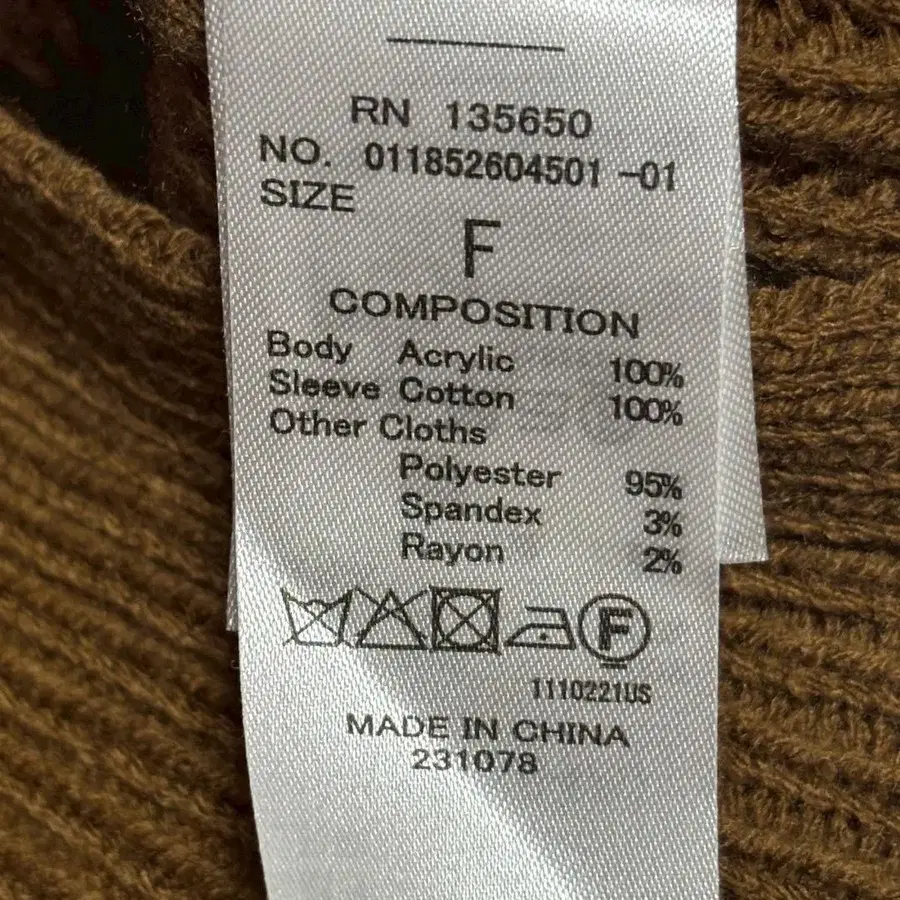 RN 135650
NO. 011852604501 -01
SIZE
F
COMPOSITION
Body Acrylic 100%
Sleeve Cotton 100%
Other Cloths
Polyester 95%
Spandex 3%
Rayon 2%
F
1110221US
MADE IN CHINA
231078